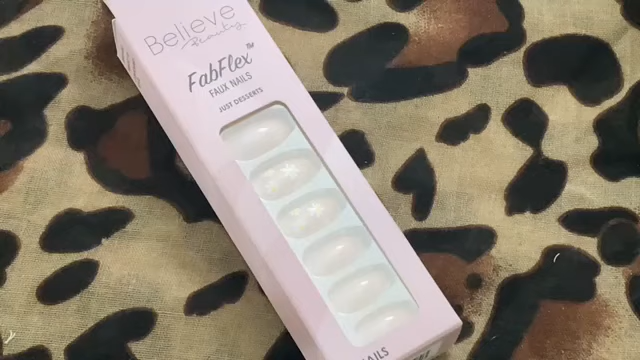 Believe
Beauty
FabFlex™
FAUX NAILS
JUST DESSERTS
NAILS